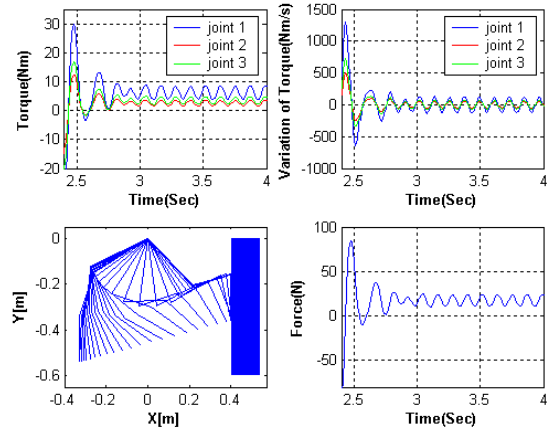 30
20
10
0
-10
-20
2.5
3
3.5
4
Torque(Nm)
Time(Sec)
joint 1
joint 2
joint 3
1500
1000
500
0
-500
-1000
2.5
3
3.5
4
Variation of Torque(Nm/s)
Time(Sec)
joint 1
joint 2
joint 3
0
-0.2
-0.4
-0.6
-0.4
-0.2
0
0.2
0.4
Y[m]
X[m]
100
50
0
-50
2.5
3
3.5
4
Force(N)
Time(Sec)